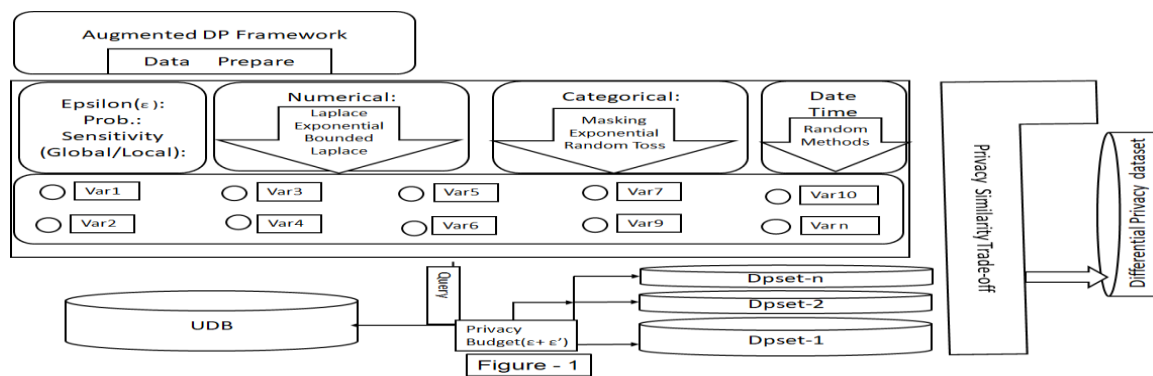 Augmented DP Framework
Data Prepare
Epsilon(ε):
Prob.:
Sensitivity
(Global/Local):
Numerical:
Laplace
Exponential
Bounded
Laplace
Categorical:
Masking
Exponential
Random Toss
Date
Time
Random
Methods
Var1
Var3
Var5
Var7
Var10
Var2
Var4
Var6
Var9
Var n
Privacy Similarity Trade-off
Differential Privacy dataset
Query
UDB
Privacy
Budget(ε+ ε’)
Dpset-n
Dpset-2
Dpset-1
Figure - 1